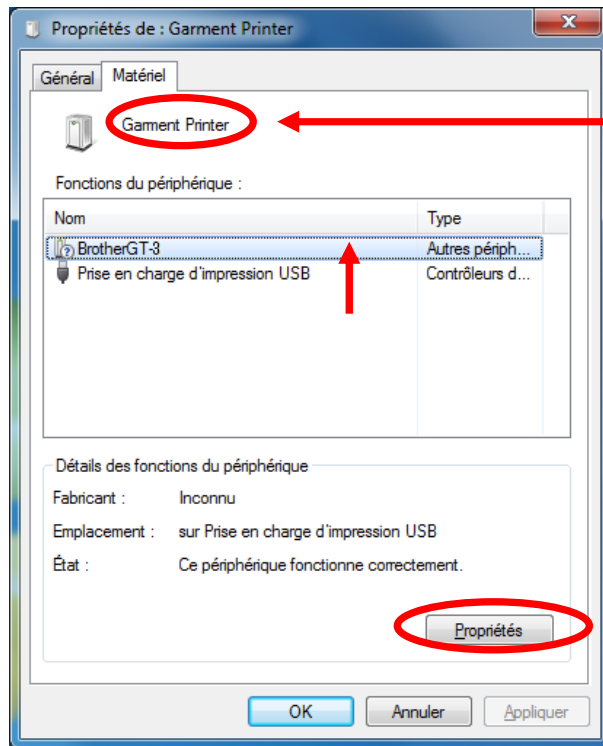 Propriétés de : Garment Printer
Général Matériel
Garment Printer
Fonctions du périphérique :
Nom Type
BrotherGT-3 Autres périph...
Prise en charge d'impression USB Contrôleurs d...
Détails des fonctions du périphérique
Fabricant : Inconnu
Emplacement : sur Prise en charge d'impression USB
État : Ce périphérique fonctionne correctement.
Propriétés
OK Annuler Appliquer